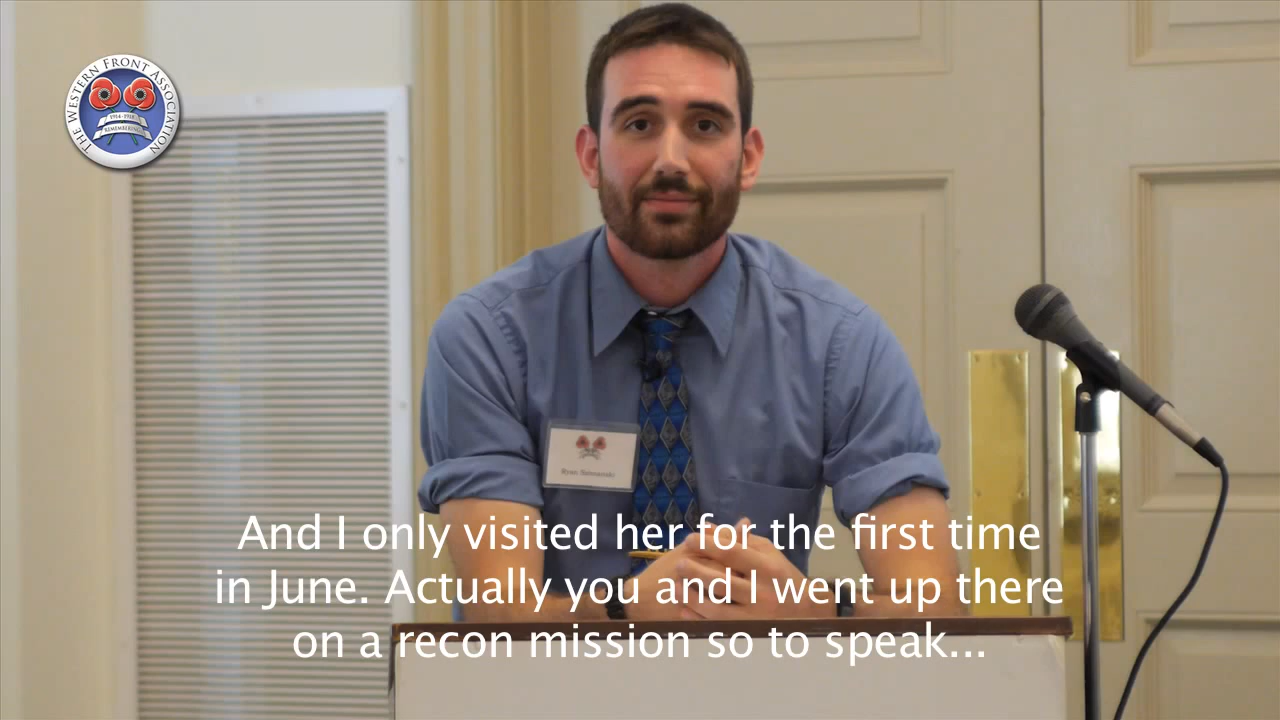 THE WESTERN FRONT ASSOCIATION
1914-1918
REMEMBERING
Ryan
And I only visited her for the first time
in June. Actually you and I went up there
on a recon mission so to speak...